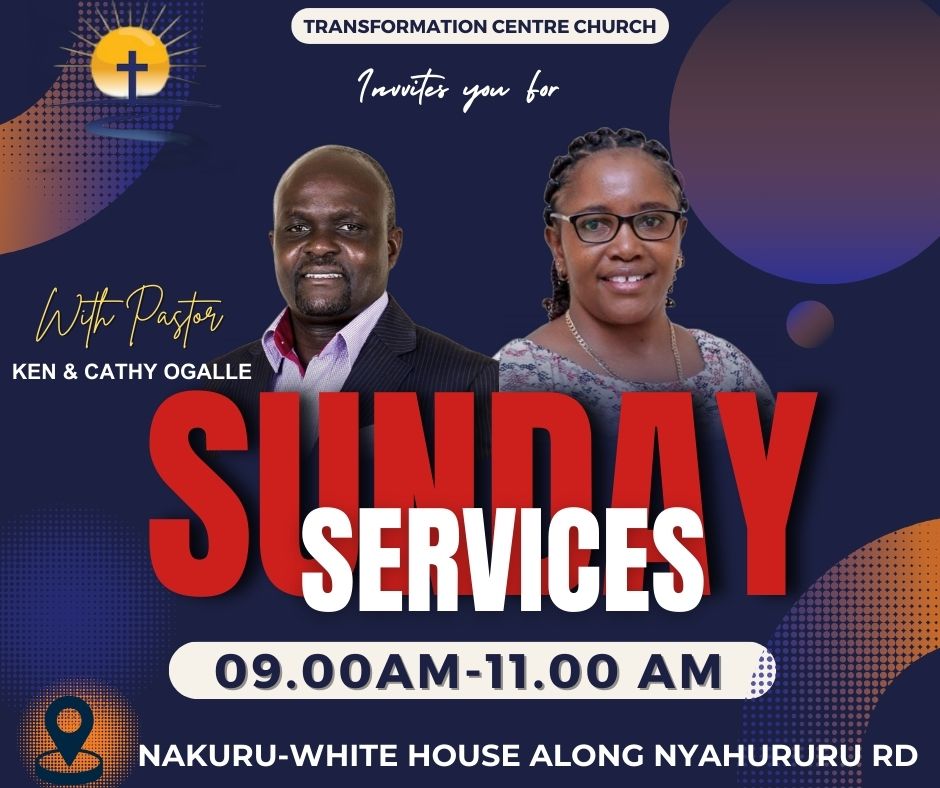 TRANSFORMATION CENTRE CHURCH
Invvites you for
With Pastor
KEN & CATHY OGALLE
SUNDAY
SERVICES
09.00AM-11.00 AM
NAKURU-WHITE HOUSE ALONG NYAHURURU RD